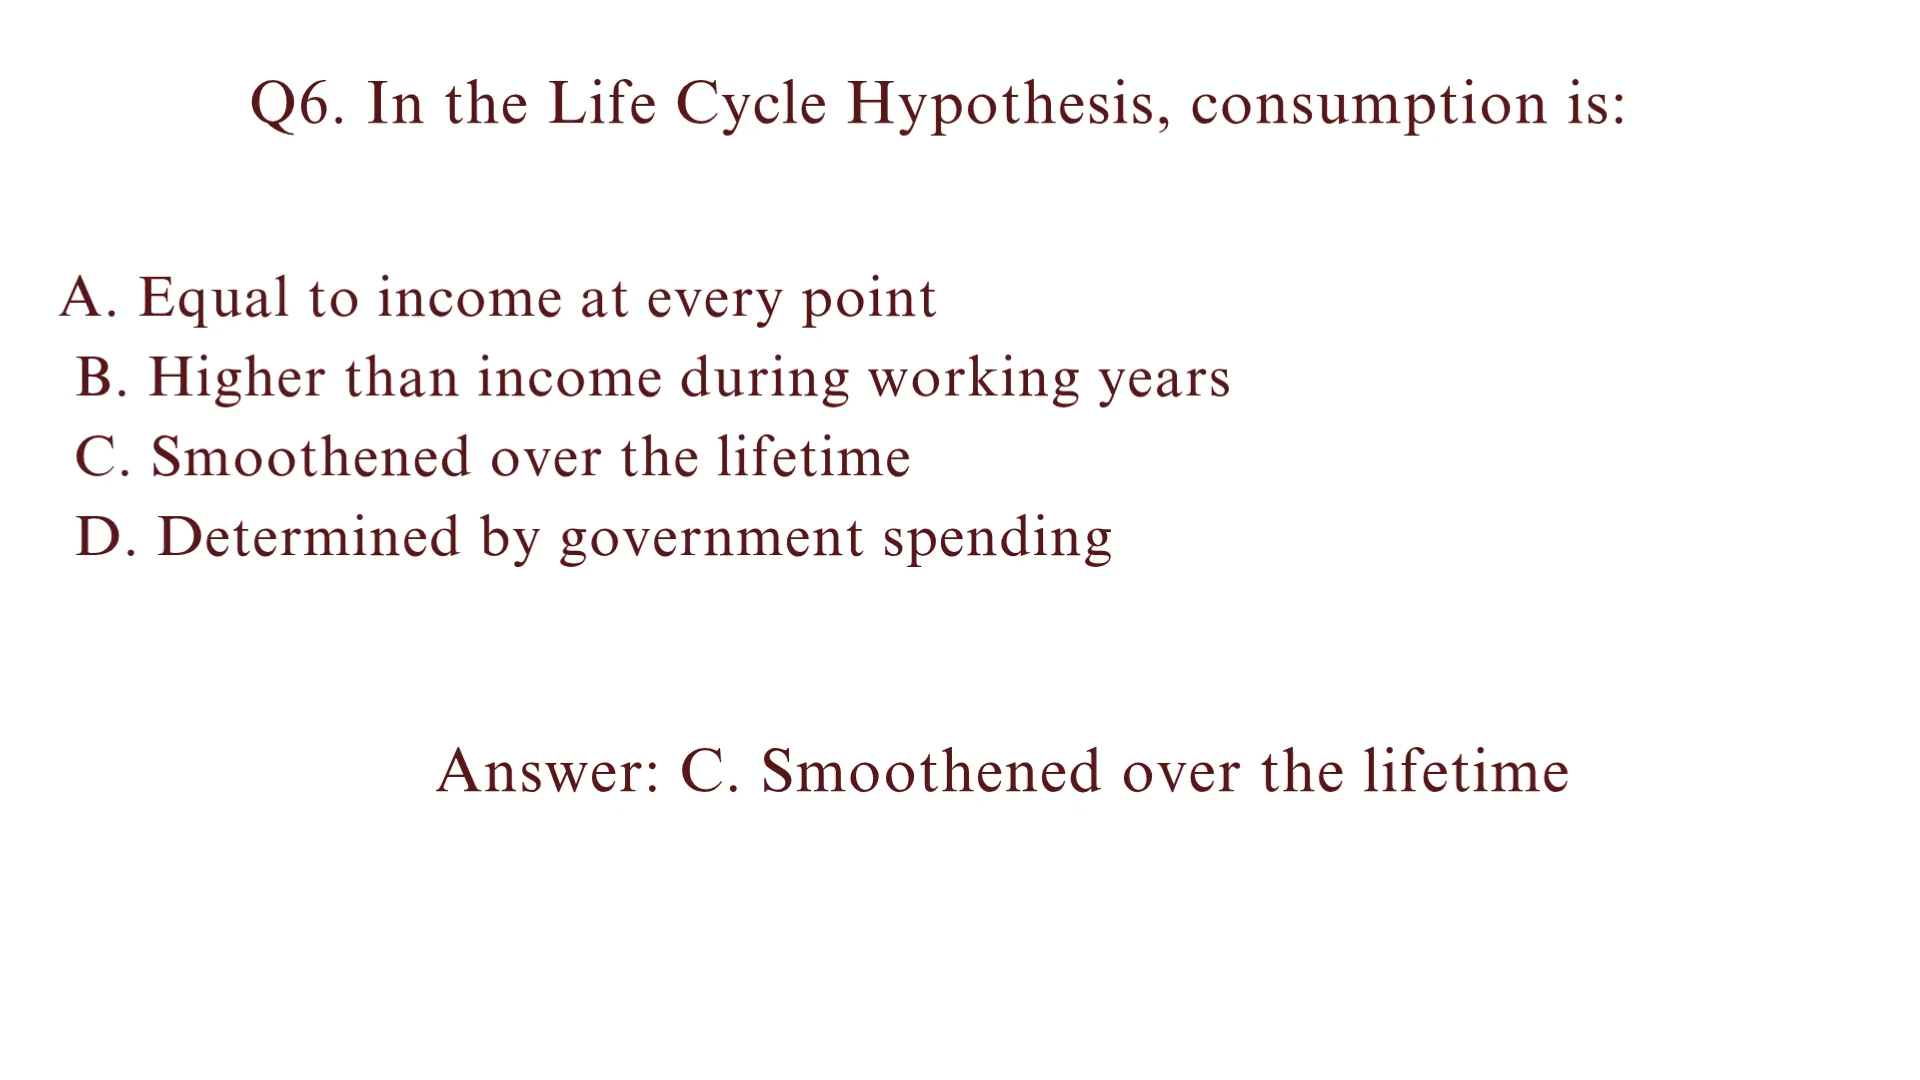 Q6. In the Life Cycle Hypothesis, consumption is:
A. Equal to income at every point
B. Higher than income during working years
C. Smoothened over the lifetime
D. Determined by government spending
Answer: C. Smoothened over the lifetime